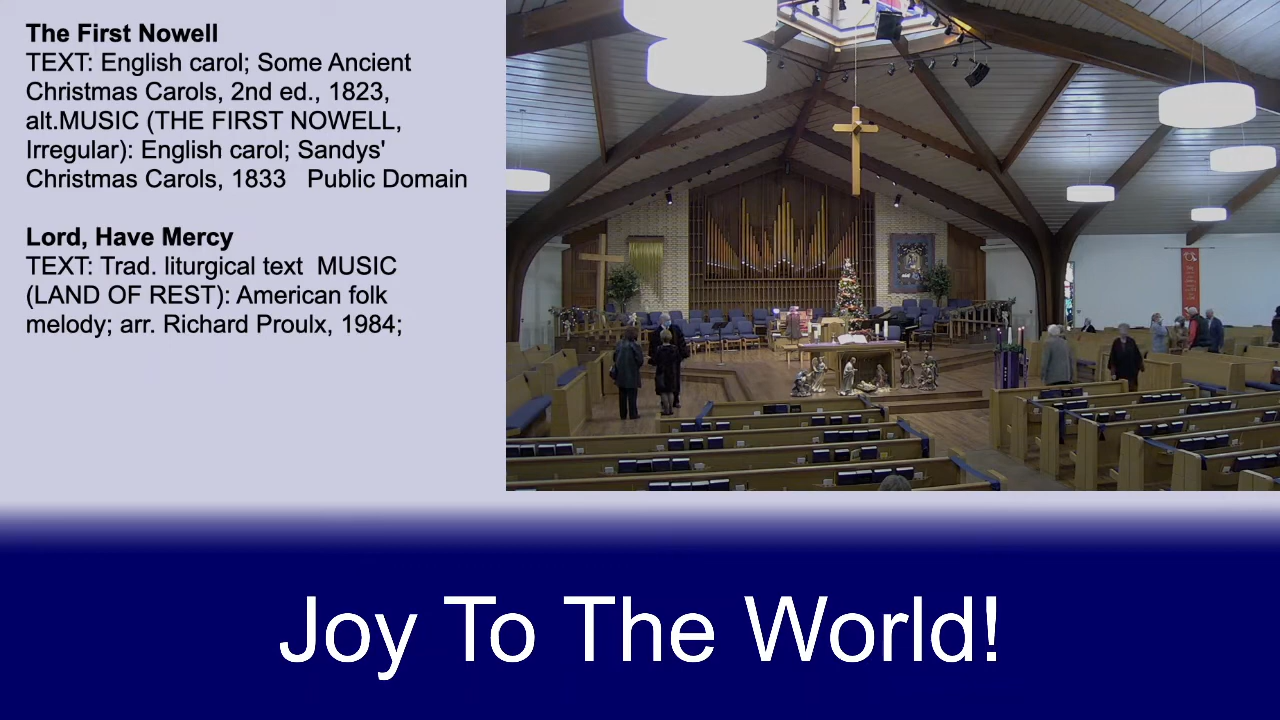 The First Nowell
TEXT: English carol; Some Ancient
Christmas Carols, 2nd ed., 1823,
alt.MUSIC (THE FIRST NOWELL,
Irregular): English carol; Sandys'
Christmas Carols, 1833   Public Domain
Lord, Have Mercy
TEXT: Trad. liturgical text  MUSIC
(LAND OF REST): American folk
melody; arr. Richard Proulx, 1984;
Joy To The World!